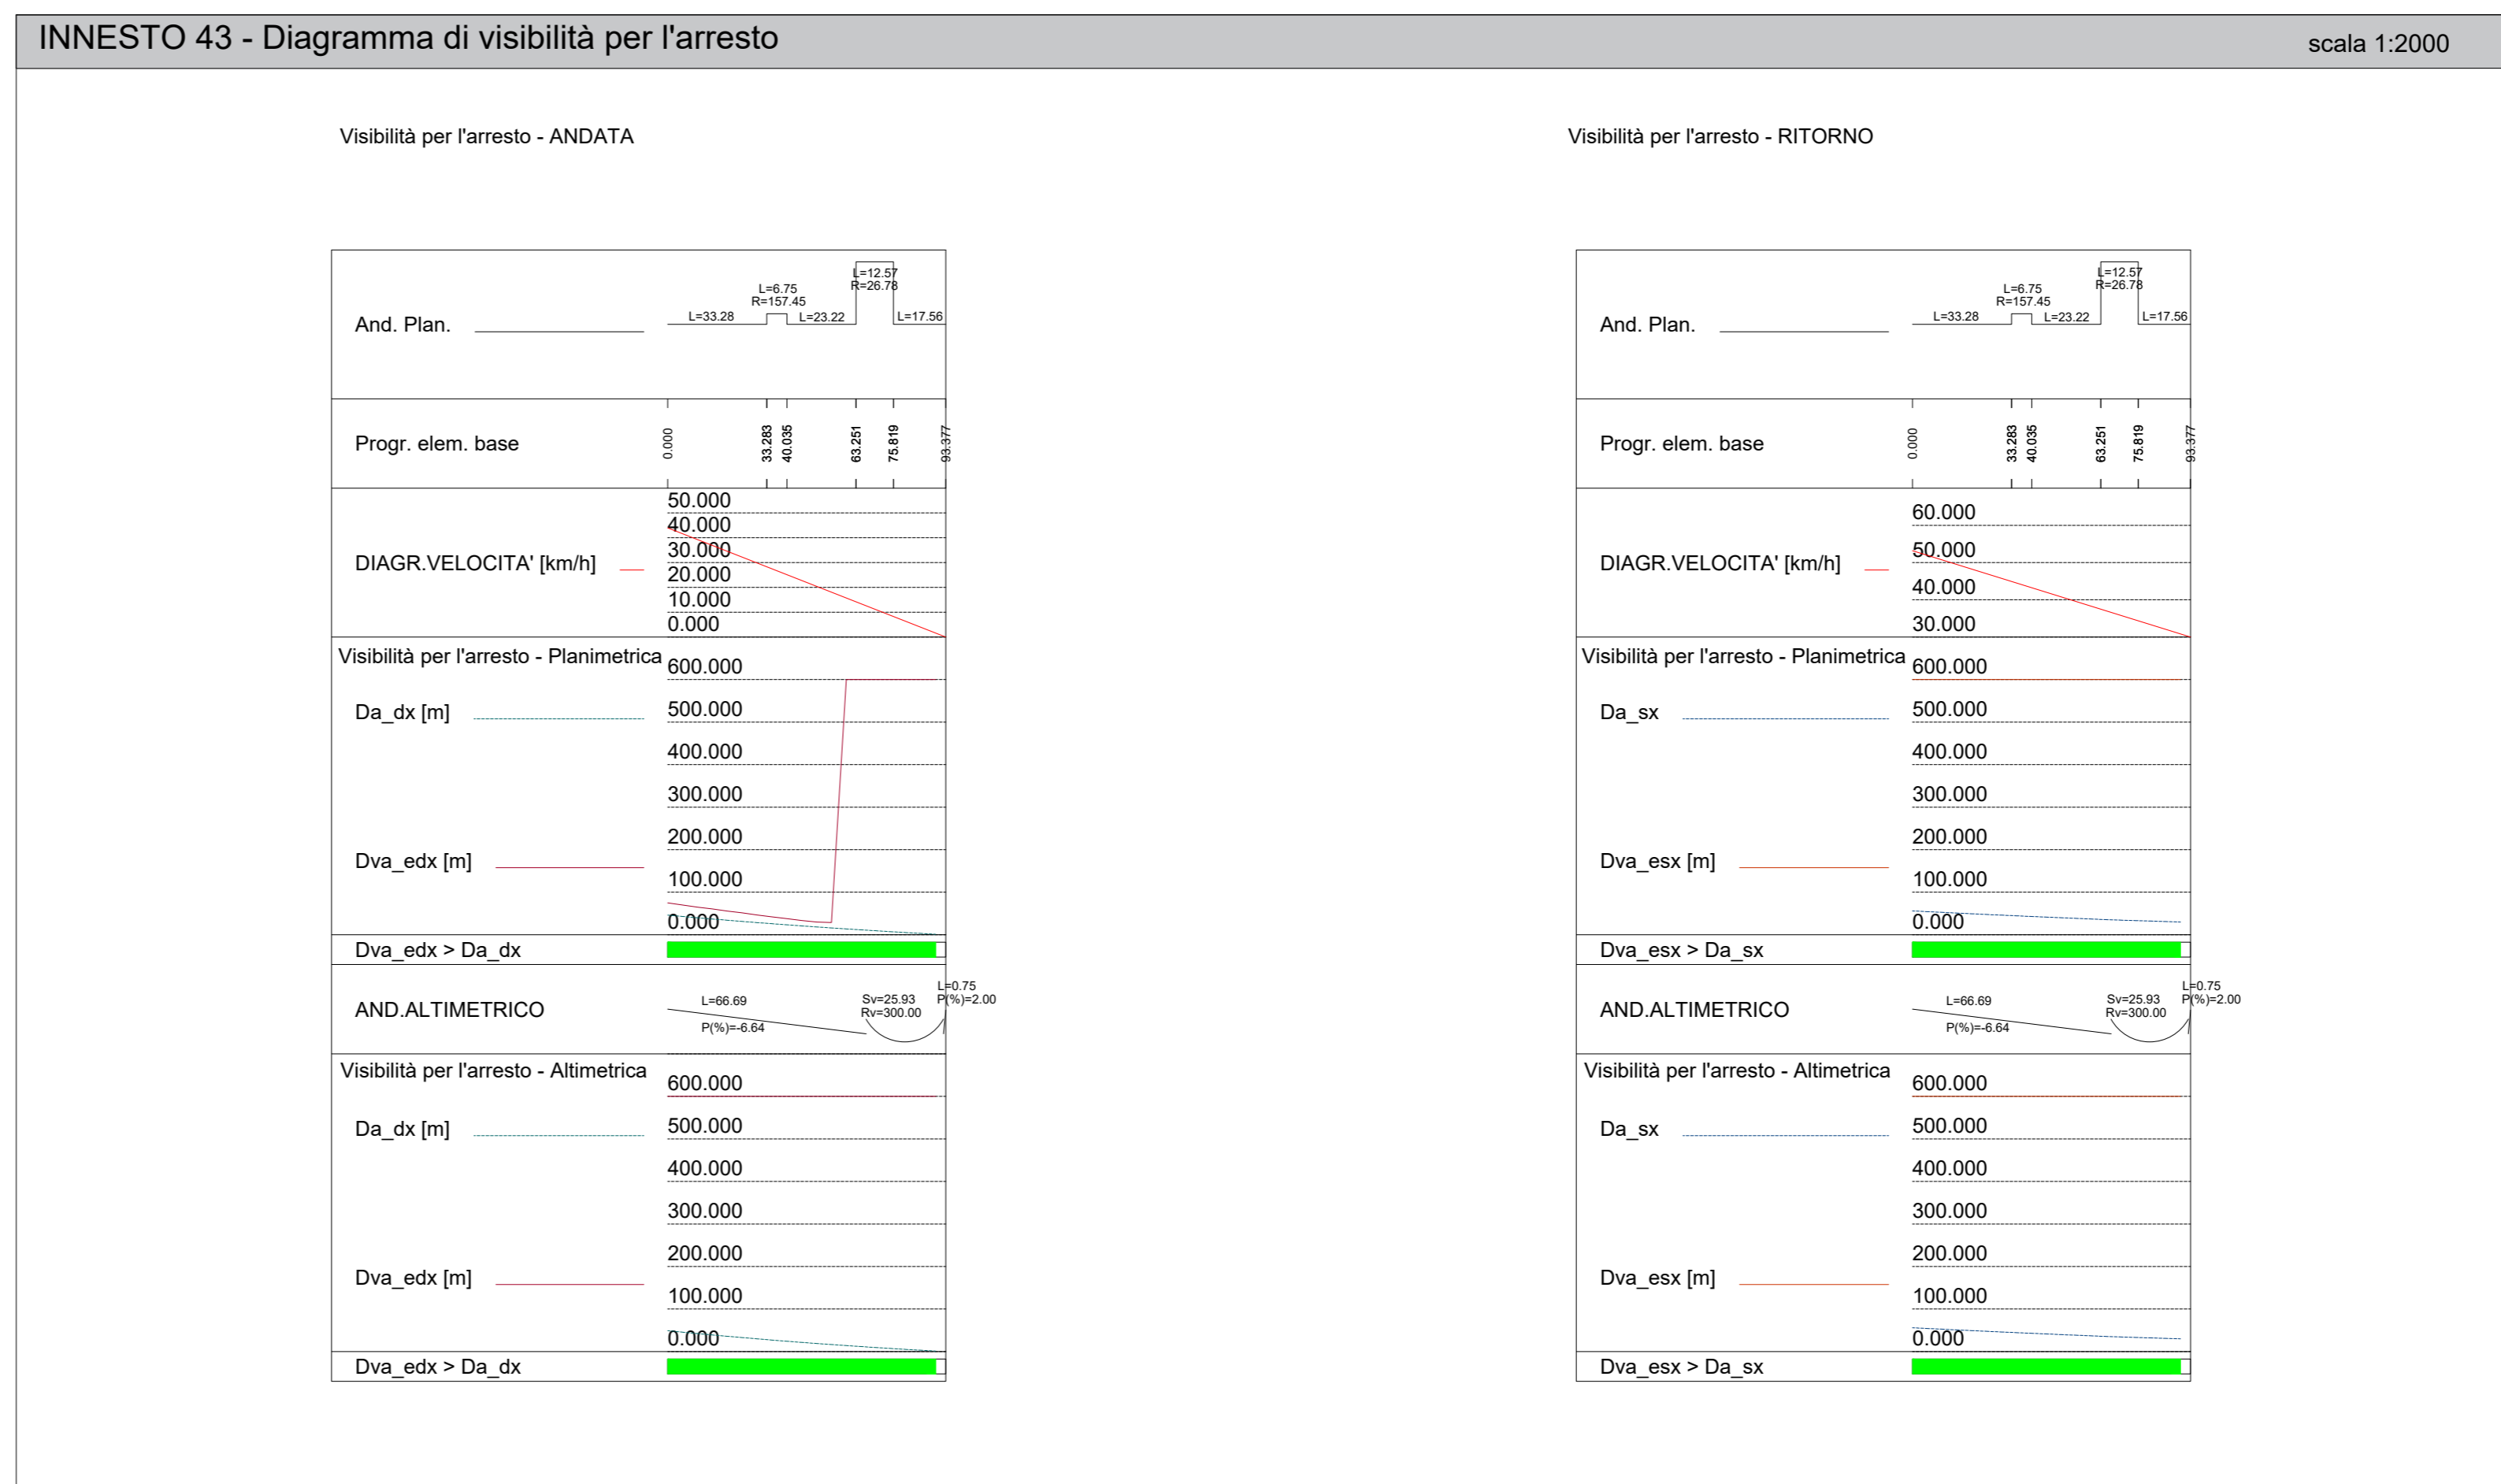 INNESTO 43 - Diagramma di visibilità per l'arresto
scala 1:2000
Visibilità per l'arresto - ANDATA
And. Plan.
L=33.28
L=6.75
R=157.45
L=23.22
L=12.57
R=26.78
L=17.56
Progr. elem. base
0.000
33.283
40.035
63.251
75.819
93.377
DIAGR.VELOCITA' [km/h]
50.000
40.000
30.000
20.000
10.000
0.000
Visibilità per l'arresto - Planimetrica
Da_dx [m]
Dva_edx [m]
600.000
500.000
400.000
300.000
200.000
100.000
0.000
Dva_edx > Da_dx
AND.ALTIMETRICO
L=66.69
P(%)=-6.64
Sv=25.93
Rv=300.00
L=0.75
P(%)=2.00
Visibilità per l'arresto - Altimetrica
Da_dx [m]
Dva_edx [m]
600.000
500.000
400.000
300.000
200.000
100.000
0.000
Dva_edx > Da_dx
Visibilità per l'arresto - RITORNO
And. Plan.
L=33.28
L=6.75
R=157.45
L=23.22
L=12.57
R=26.78
L=17.56
Progr. elem. base
0.000
33.283
40.035
63.251
75.819
93.377
DIAGR.VELOCITA' [km/h]
60.000
50.000
40.000
30.000
Visibilità per l'arresto - Planimetrica
Da_sx
Dva_esx [m]
600.000
500.000
400.000
300.000
200.000
100.000
0.000
Dva_esx > Da_sx
AND.ALTIMETRICO
L=66.69
P(%)=-6.64
Sv=25.93
Rv=300.00
L=0.75
P(%)=2.00
Visibilità per l'arresto - Altimetrica
Da_sx
Dva_esx [m]
600.000
500.000
400.000
300.000
200.000
100.000
0.000
Dva_esx > Da_sx